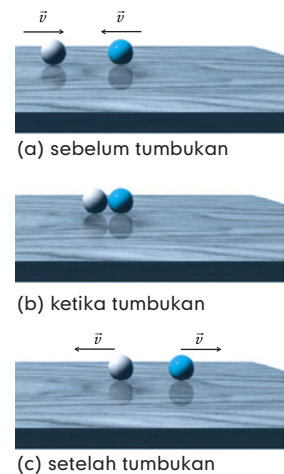 v⃗ v⃗
(a) sebelum tumbukan
(b) ketika tumbukan
v⃗ v⃗
(c) setelah tumbukan